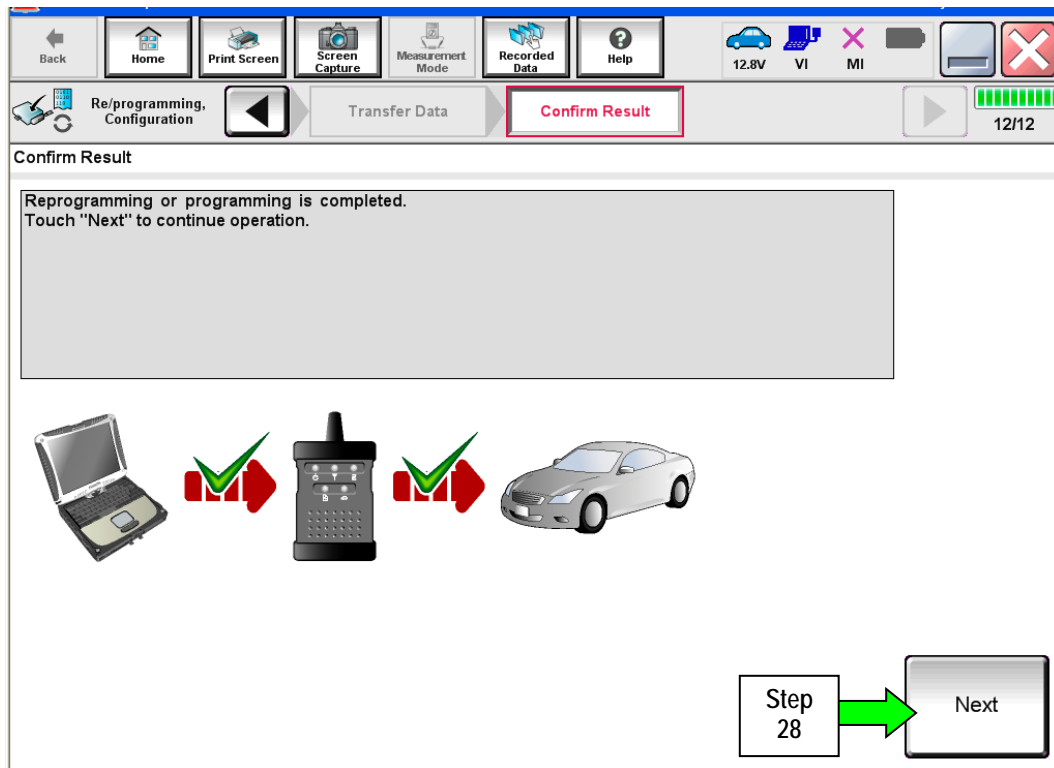 Back
Home
Print Screen
Screen
Capture
Measurement
Mode
Recorded
Data
Help
12.8V
VI
MI
Re/programming,
Configuration
Transfer Data
Confirm Result
12/12
Confirm Result
Reprogramming or programming is completed.
Touch "Next" to continue operation.
Step
28
Next